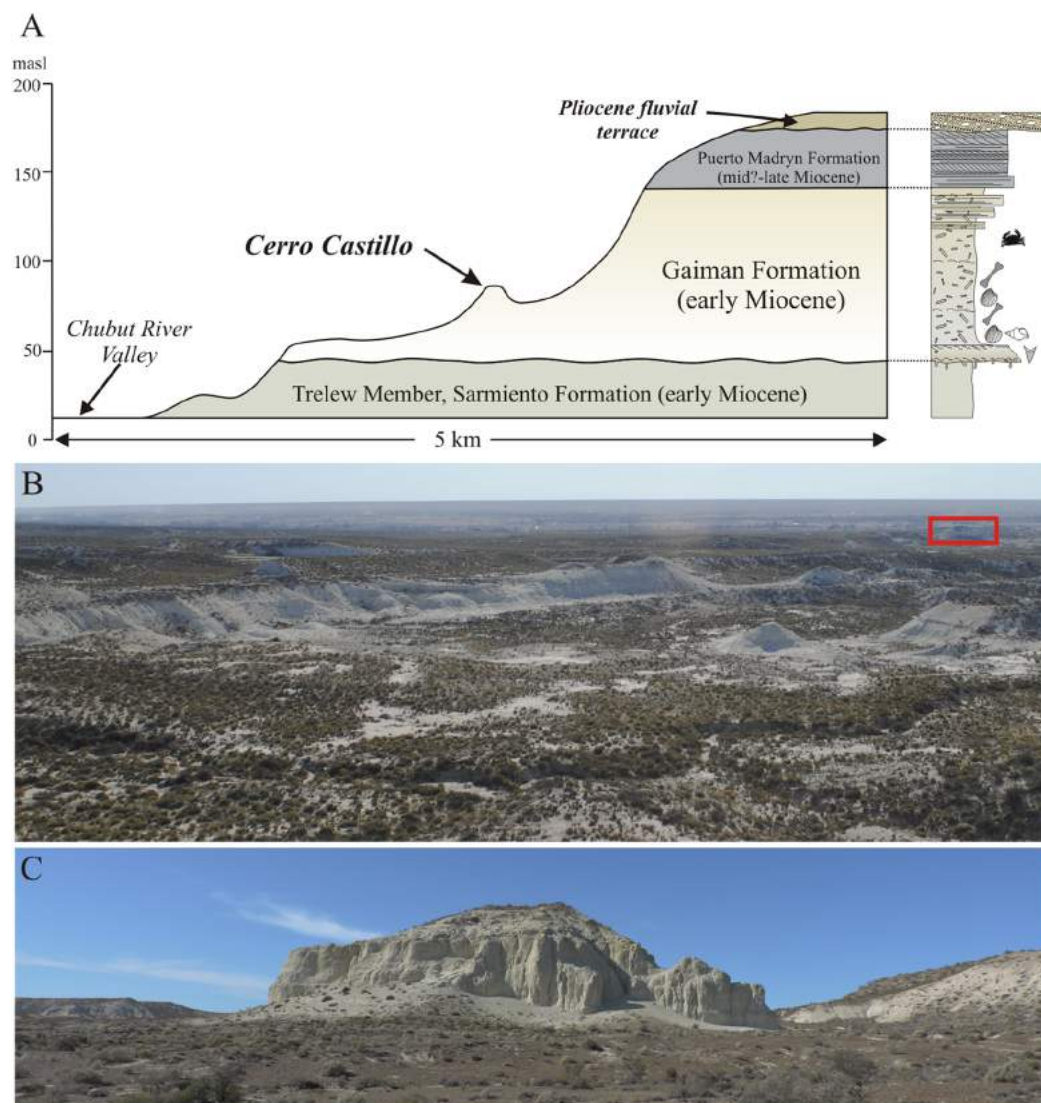 A
masl
200
150
100
50
0
Pliocene fluvial
terrace
Puerto Madryn Formation
(mid?-late Miocene)
Cerro Castillo
Gaiman Formation
(early Miocene)
Chubut River
Valley
Trelew Member, Sarmiento Formation (early Miocene)
5 km
B
C